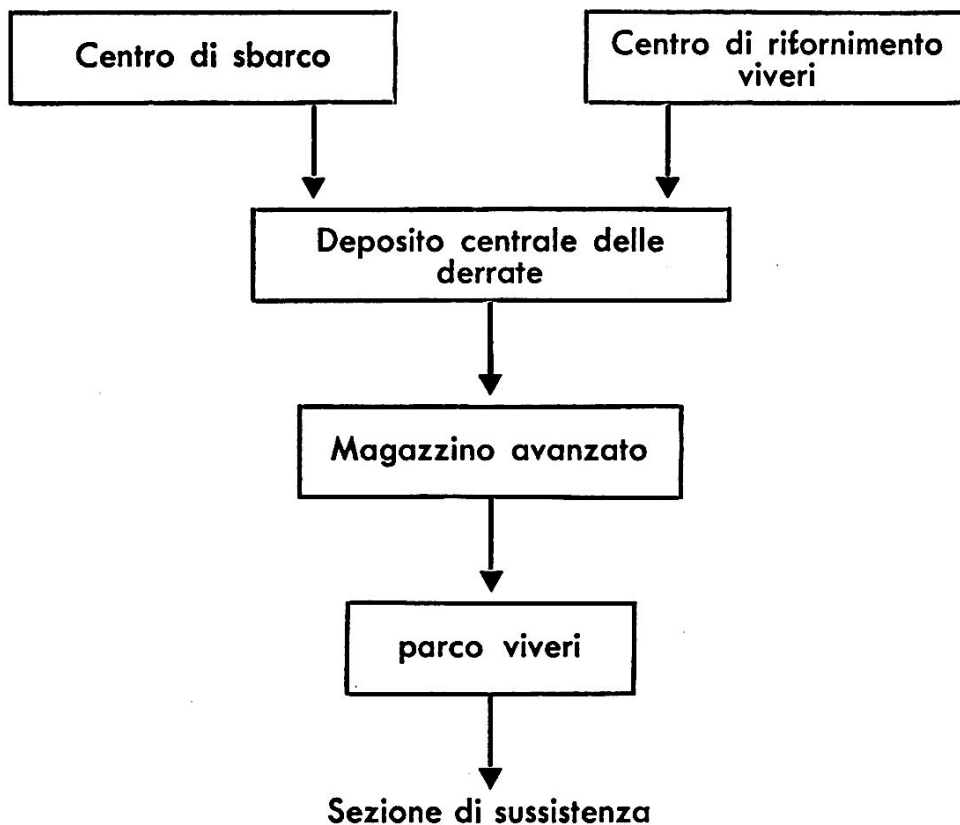 Centro di sbarco
Centro di rifornimento
viveri
Deposito centrale delle
derrate
Magazzino avanzato
parco viveri
Sezione di sussistenza